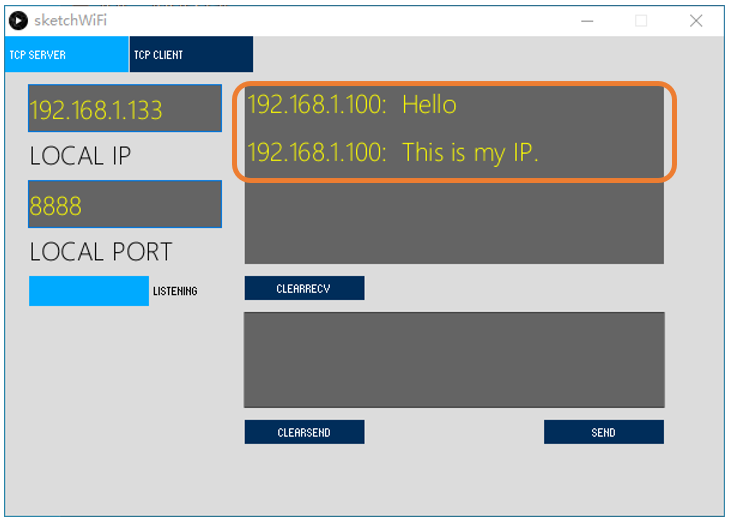 sketchWiFi
TCP SERVER
TCP CLIENT
192.168.1.133
LOCAL IP
8888
LOCAL PORT
LISTENING
192.168.1.100:  Hello
192.168.1.100:  This is my IP.
CLEARRECV
CLEARSEND
SEND